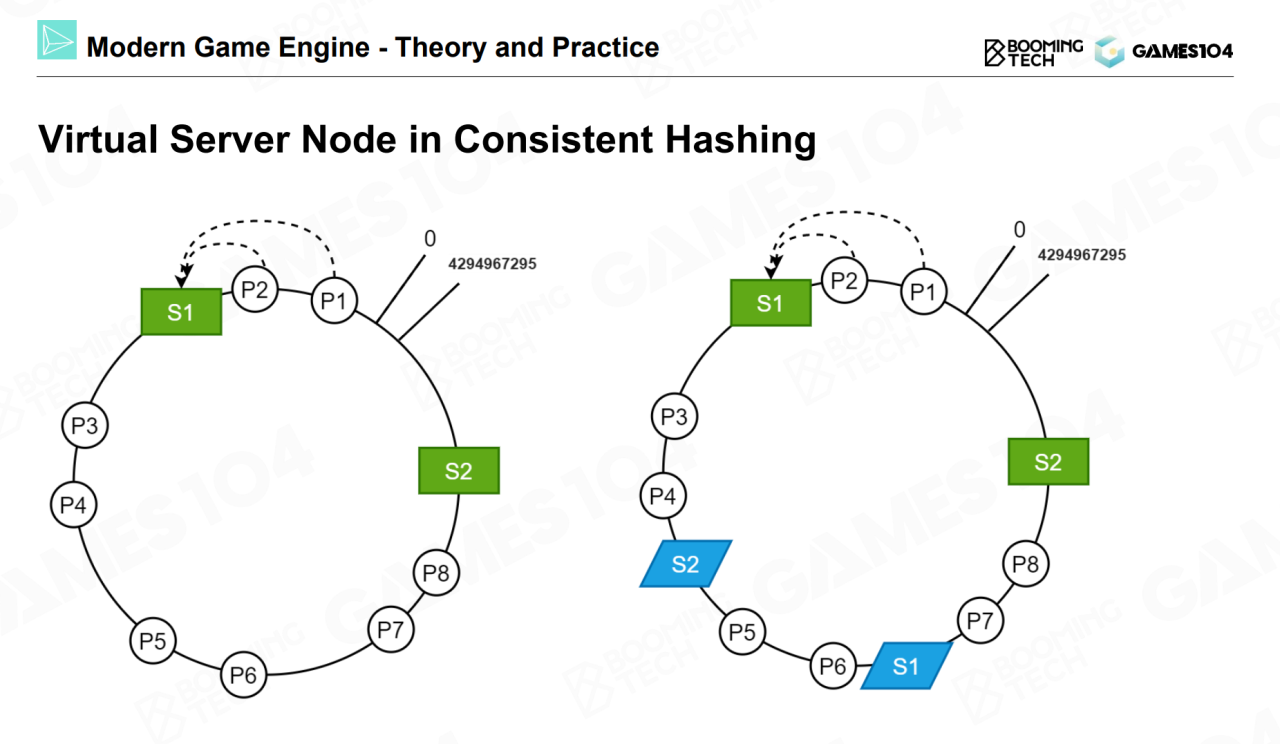 Modern Game Engine - Theory and Practice
BOOMING
TECH
GAMES104
Virtual Server Node in Consistent Hashing
0
4294967295
S1
P2
P1
P3
S2
P4
P8
P5
P7
P6
0
4294967295
S1
P2
P1
P3
S2
P4
S2
P8
P5
P7
P6
S1